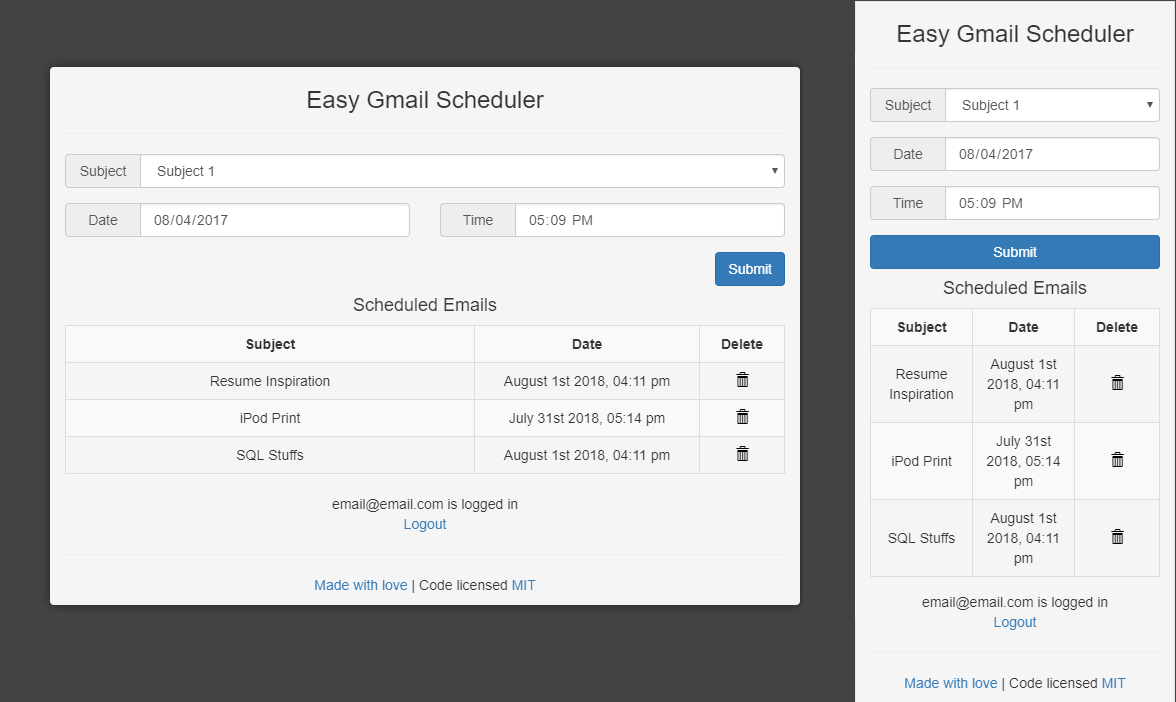 Easy Gmail Scheduler
Subject Subject 1
Date 08/04/2017 Time 05:09 PM
Submit
Scheduled Emails
Subject Date Delete
Resume Inspiration August 1st 2018, 04:11 pm
iPod Print July 31st 2018, 05:14 pm
SQL Stuffs August 1st 2018, 04:11 pm
email@email.com is logged in
Logout
Made with love | Code licensed MIT
Easy Gmail Scheduler
Subject Subject 1
Date 08/04/2017
Time 05:09 PM
Submit
Scheduled Emails
Subject Date Delete
Resume
Inspiration
August 1st
2018, 04:11
pm
iPod Print
July 31st
2018, 05:14
pm
SQL Stuffs
August 1st
2018, 04:11
pm
email@email.com is logged in
Logout
Made with love | Code licensed MIT